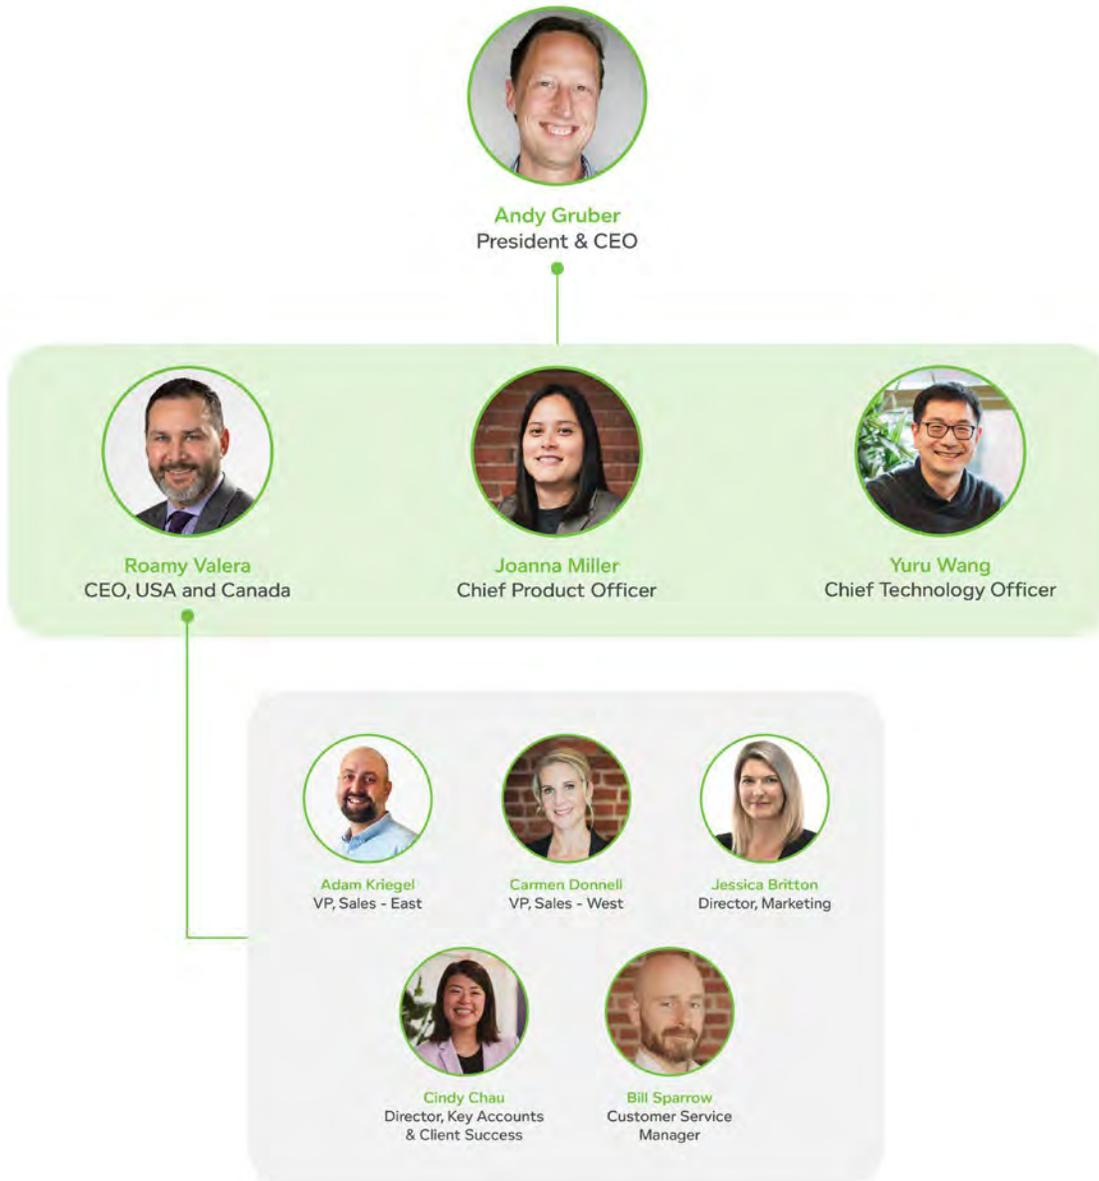 Andy Gruber
President & CEO
Roamy Valera
CEO, USA and Canada
Joanna Miller
Chief Product Officer
Yuru Wang
Chief Technology Officer
Adam Kriegel
VP, Sales - East
Carmen Donnell
VP, Sales - West
Jessica Britton
Director, Marketing
Cindy Chau
Director, Key Accounts
& Client Success
Bill Sparrow
Customer Service
Manager